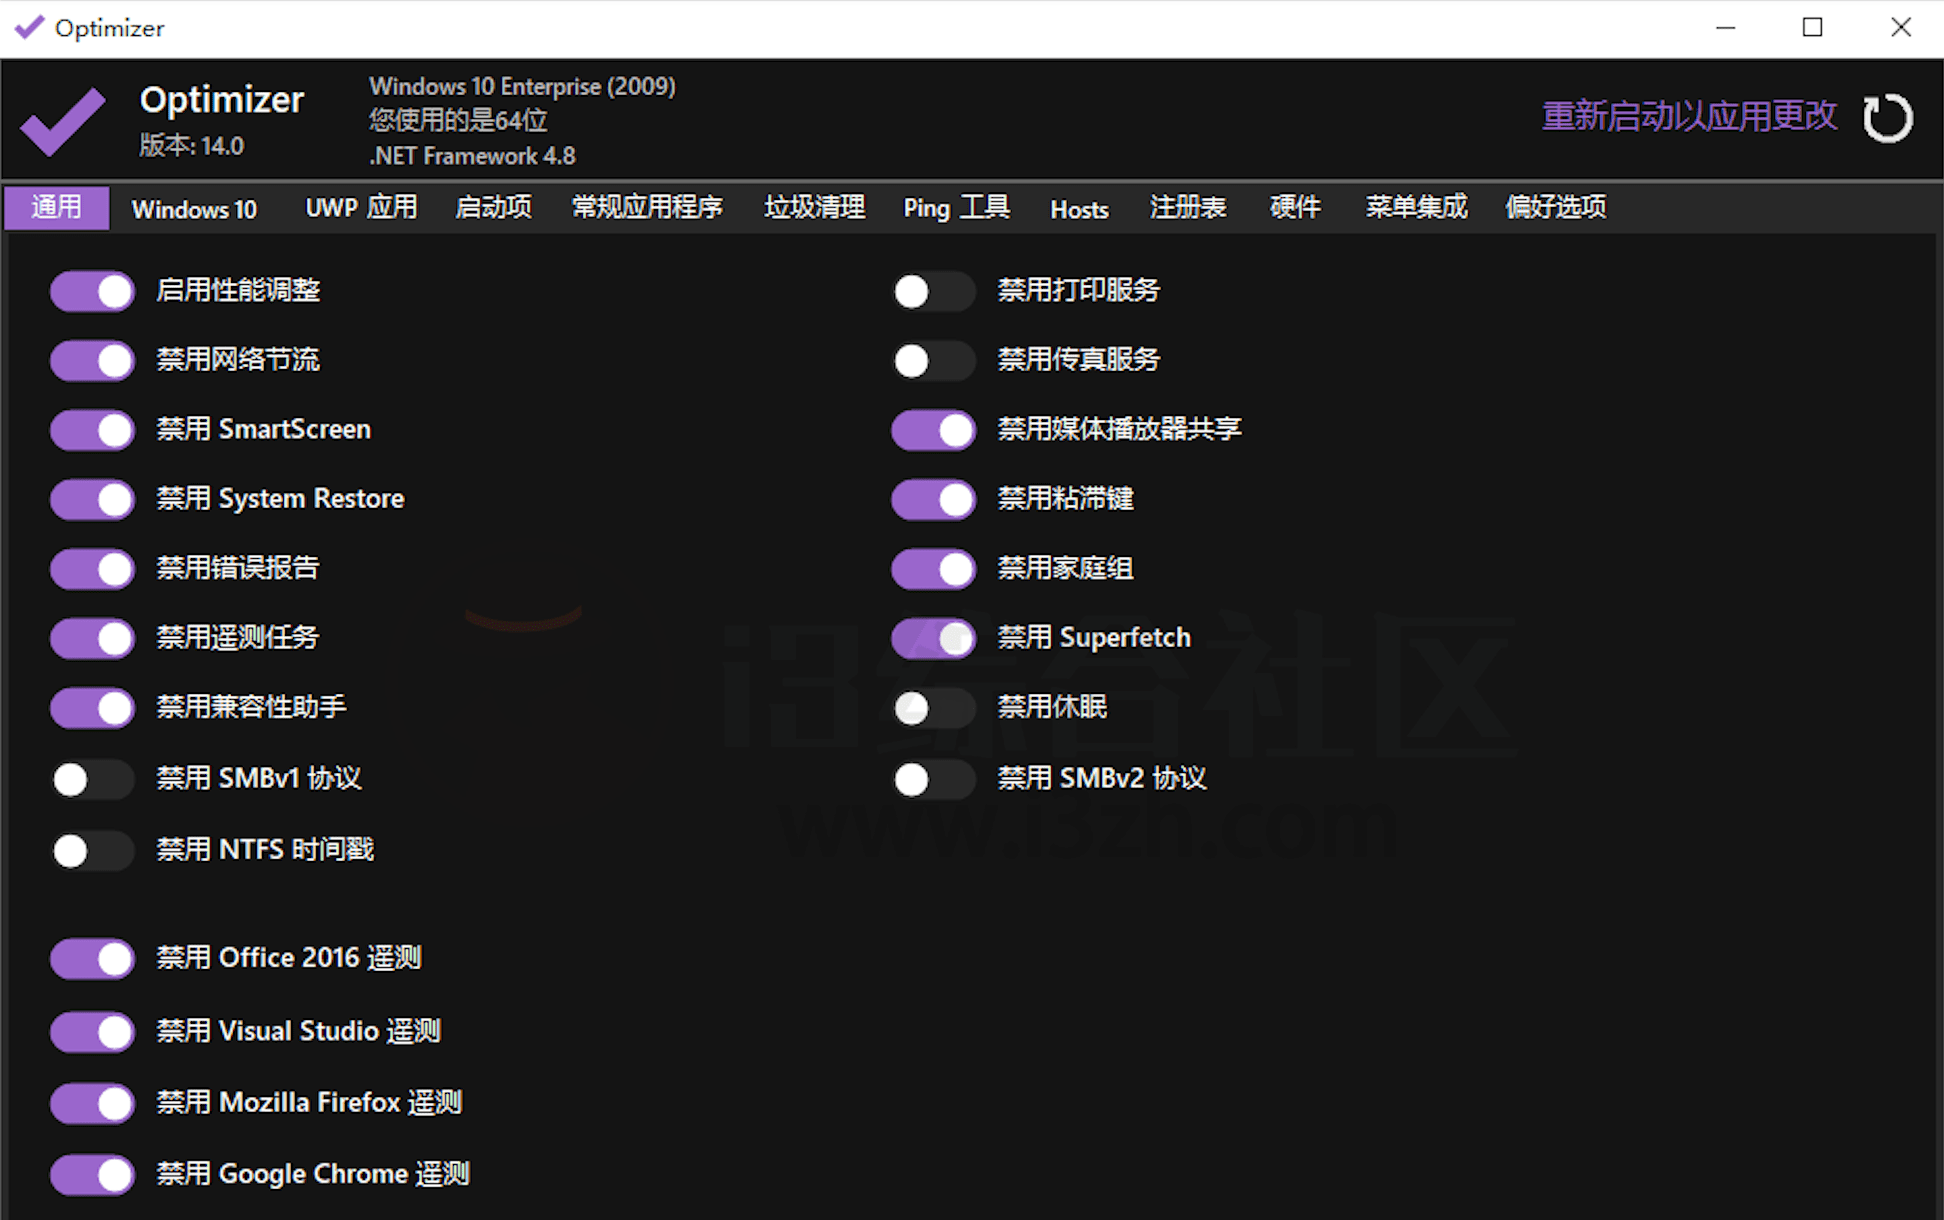 Optimizer
Optimizer
版本: 14.0
Windows 10 Enterprise (2009)
您使用的是64位
.NET Framework 4.8
重新启动以应用更改
通用 Windows 10 UWP 应用 启动项 常规应用程序 垃圾清理 Ping 工具 Hosts 注册表 硬件 菜单集成 偏好选项
启用性能调整
禁用网络节流
禁用 SmartScreen
禁用 System Restore
禁用错误报告
禁用遥测任务
禁用兼容性助手
禁用 SMBv1 协议
禁用 NTFS 时间戳
禁用打印服务
禁用传真服务
禁用媒体播放器共享
禁用粘滞键
禁用家庭组
禁用 Superfetch
禁用休眠
禁用 SMBv2 协议
禁用 Office 2016 遥测
禁用 Visual Studio 遥测
禁用 Mozilla Firefox 遥测
禁用 Google Chrome 遥测
i3综合社区
www.i3zh.com